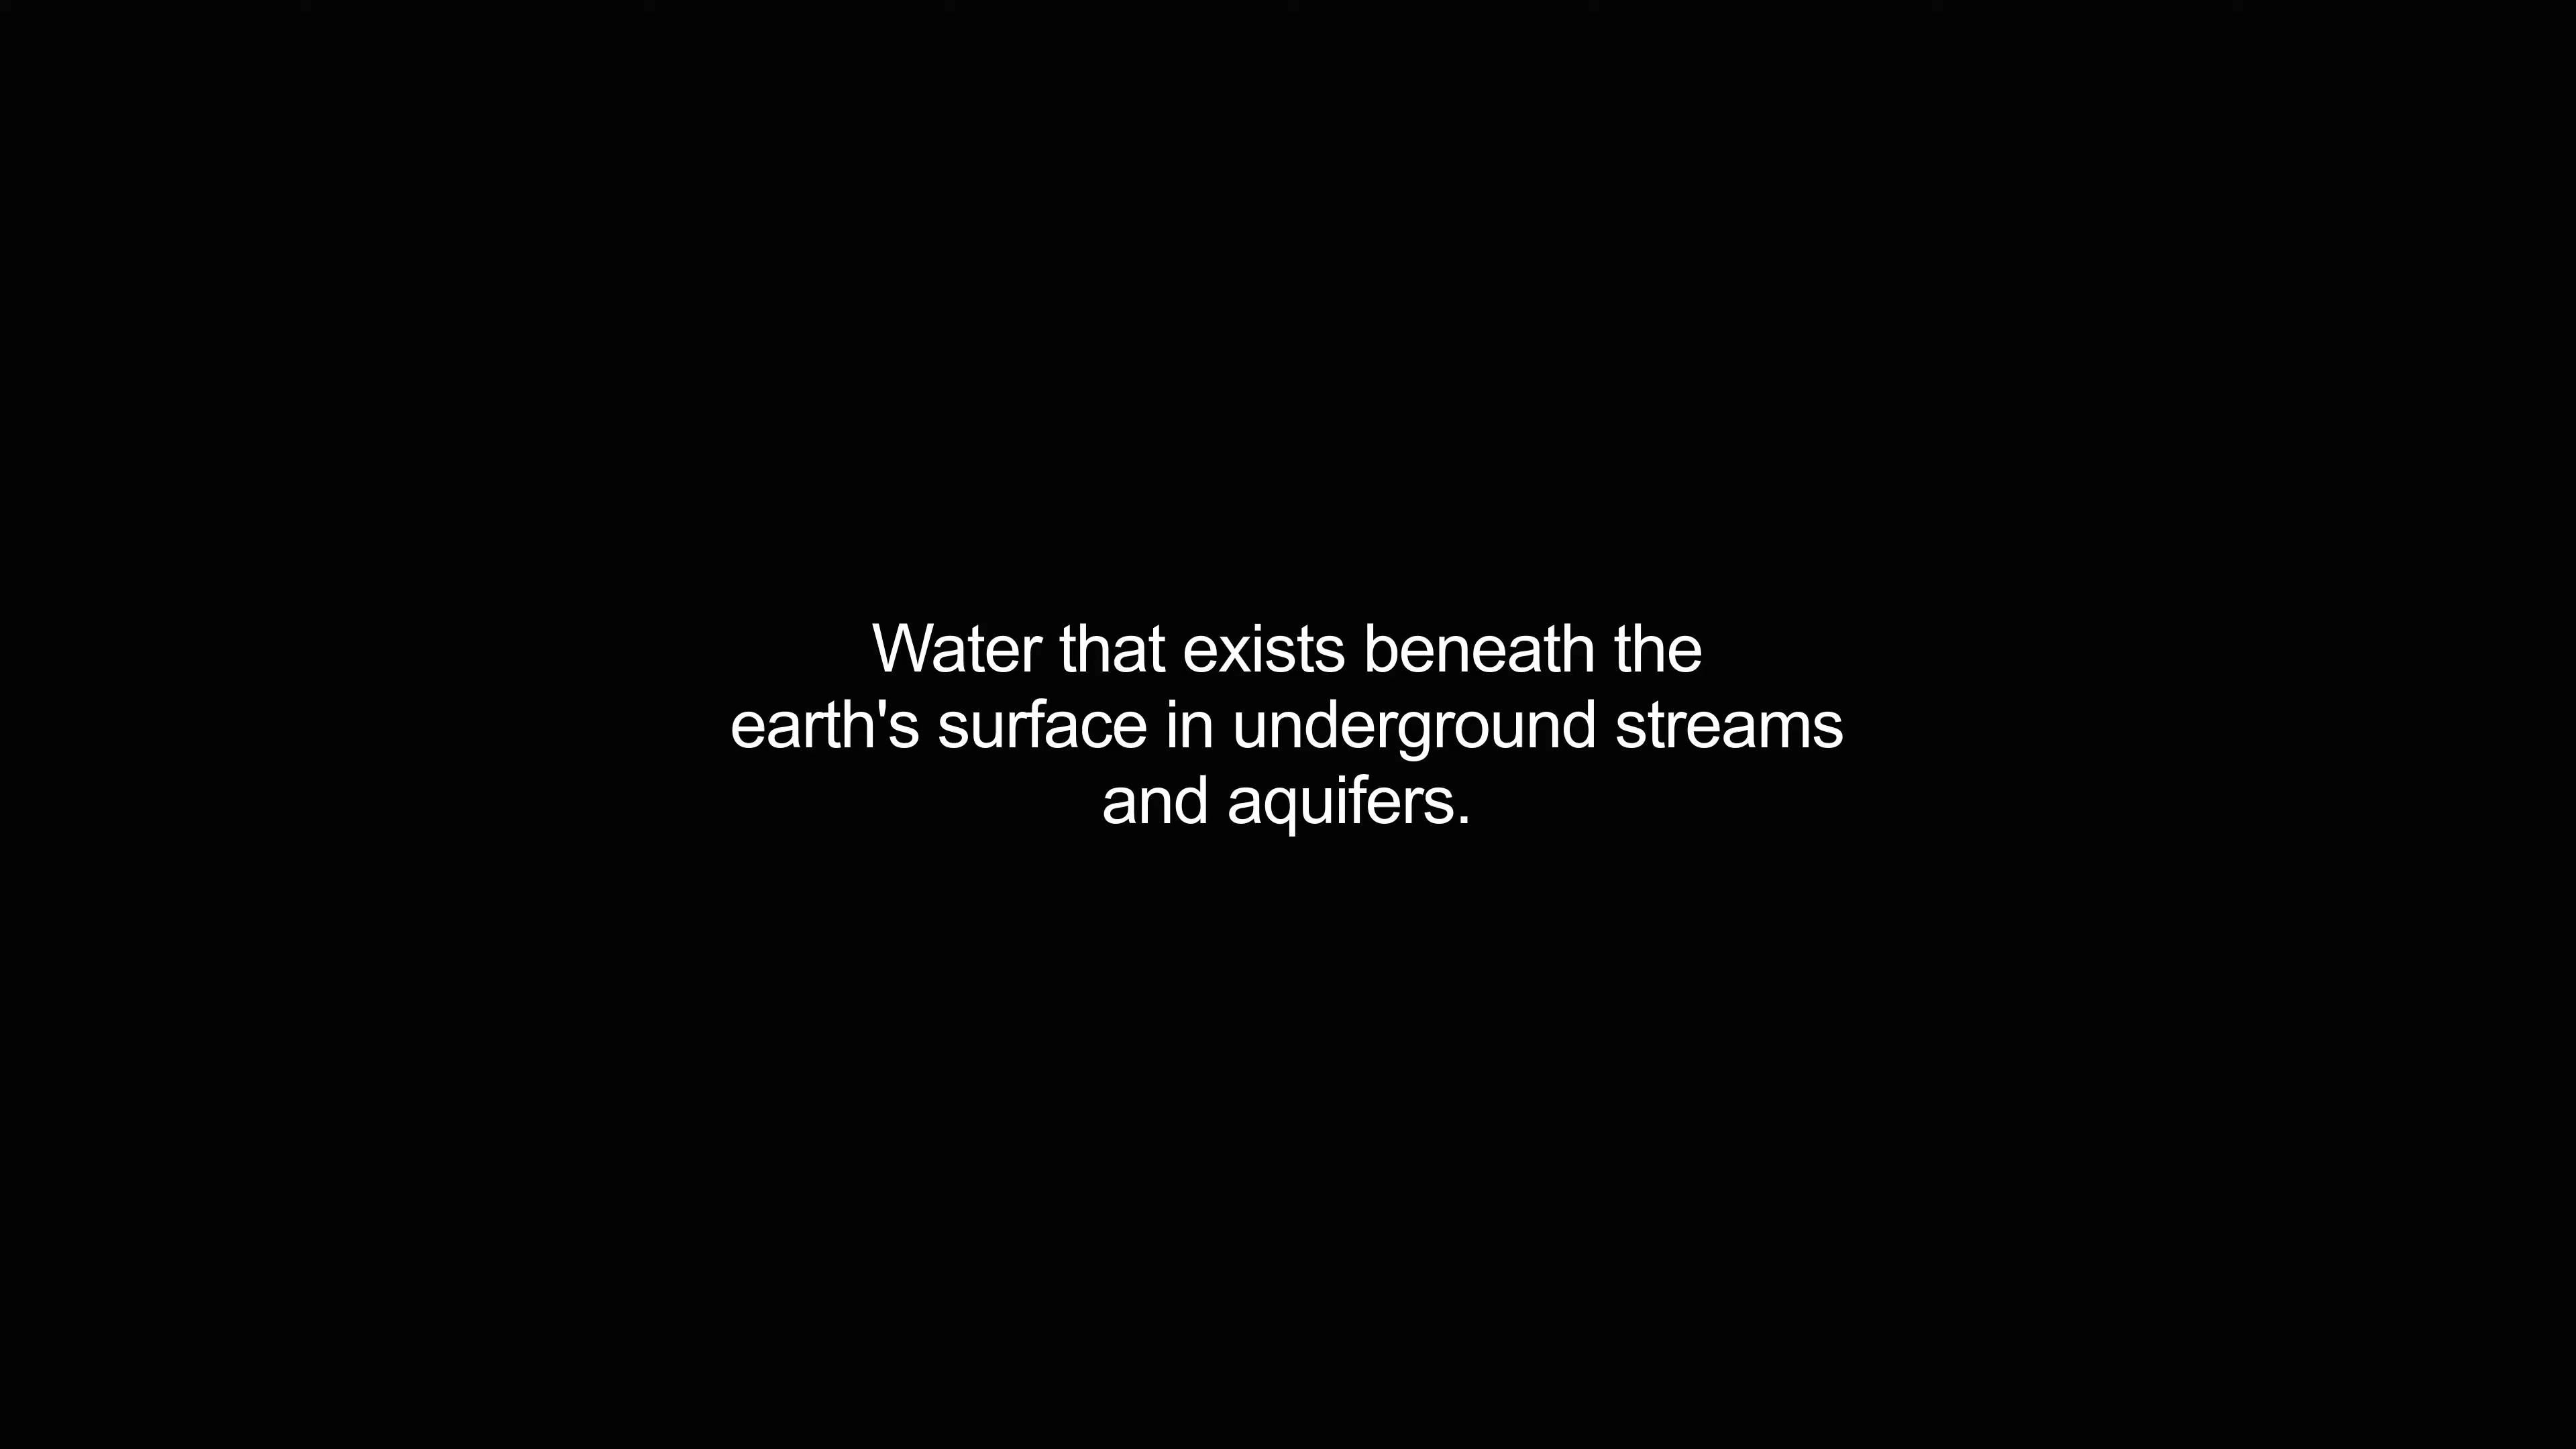 Water that exists beneath the
earth's surface in underground streams
and aquifers.